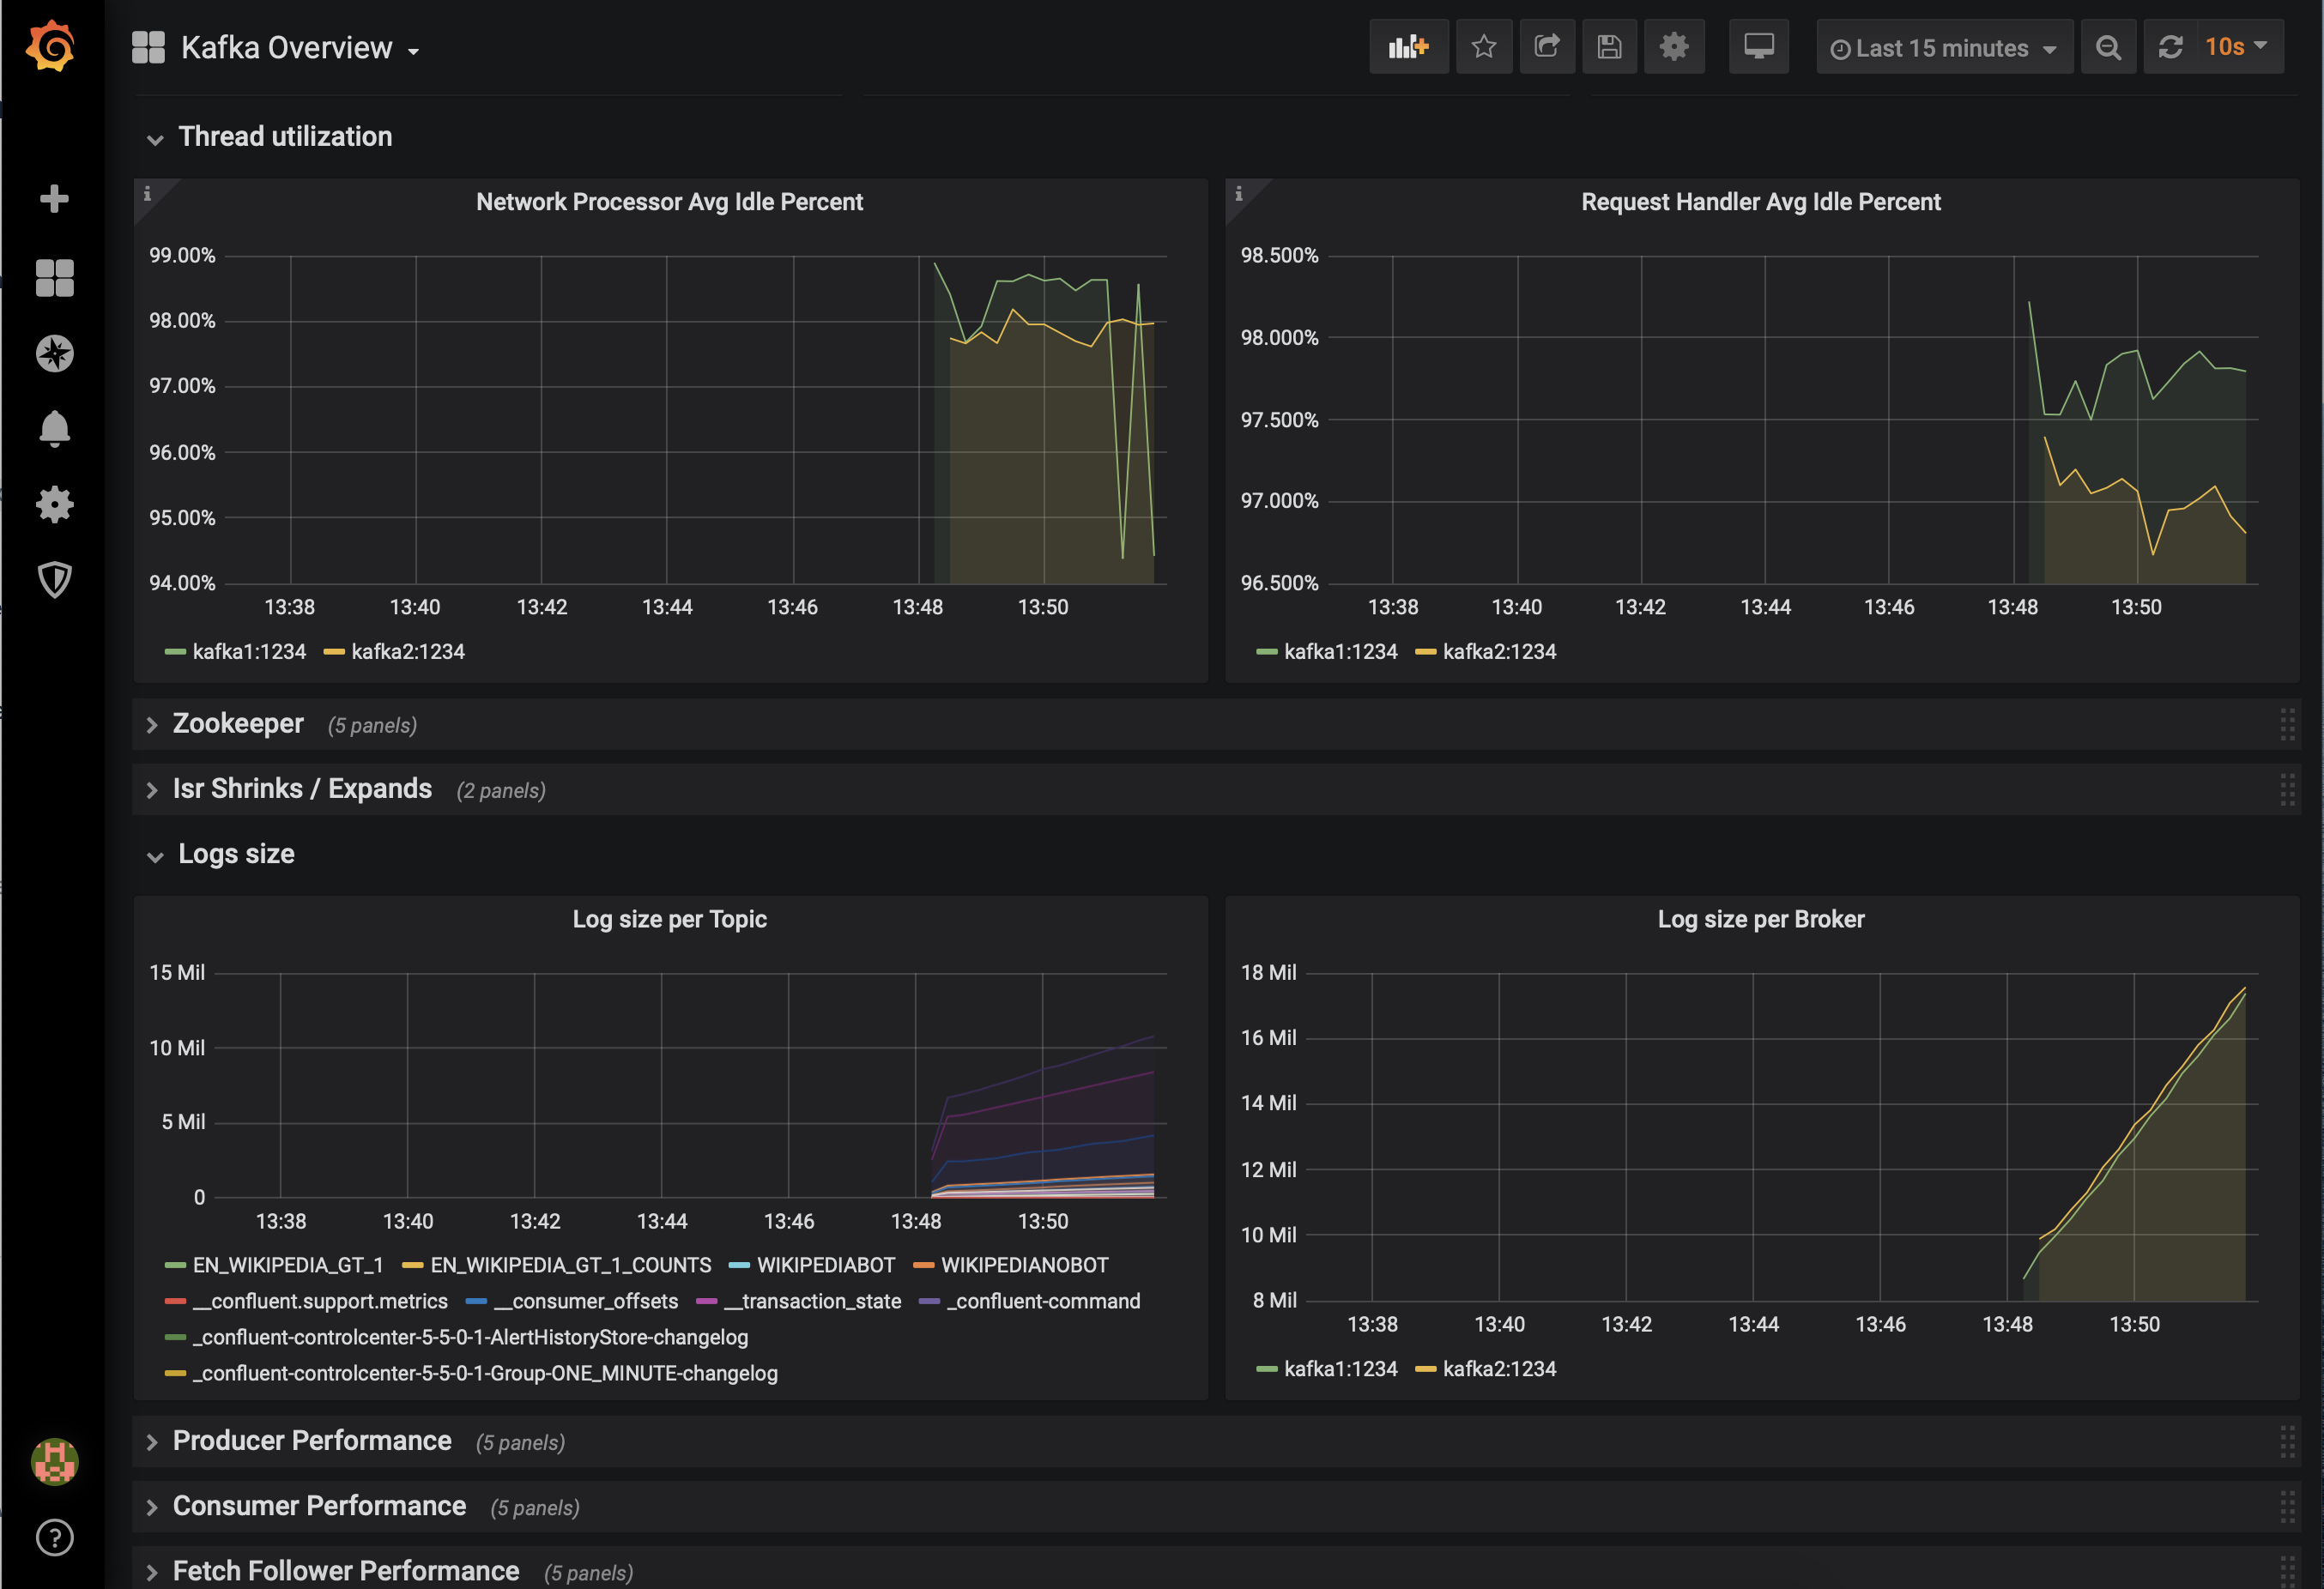 Kafka Overview
Last 15 minutes
10s
Thread utilization
i
Network Processor Avg Idle Percent
99.00%
98.00%
97.00%
96.00%
95.00%
94.00%
13:38 13:40 13:42 13:44 13:46 13:48 13:50
kafka1:1234 kafka2:1234
i
Request Handler Avg Idle Percent
98.500%
98.000%
97.500%
97.000%
96.500%
13:38 13:40 13:42 13:44 13:46 13:48 13:50
kafka1:1234 kafka2:1234
Zookeeper (5 panels)
Isr Shrinks / Expands (2 panels)
Logs size
Log size per Topic
15 Mil
10 Mil
5 Mil
0
13:38 13:40 13:42 13:44 13:46 13:48 13:50
EN_WIKIPEDIA_GT_1 EN_WIKIPEDIA_GT_1_COUNTS WIKIPEDIABOT WIKIPEDIANOBOT
__confluent.support.metrics __consumer_offsets __transaction_state _confluent-command
_confluent-controlcenter-5-5-0-1-AlertHistoryStore-changelog
_confluent-controlcenter-5-5-0-1-Group-ONE_MINUTE-changelog
Log size per Broker
18 Mil
16 Mil
14 Mil
12 Mil
10 Mil
8 Mil
13:38 13:40 13:42 13:44 13:46 13:48 13:50
kafka1:1234 kafka2:1234
Producer Performance (5 panels)
Consumer Performance (5 panels)
Fetch Follower Performance (5 panels)
?